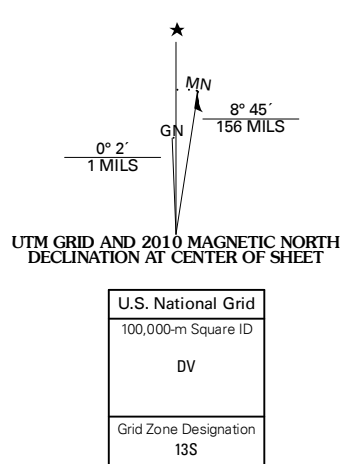 ★
MN
8° 45´
156 MILS
GN
0° 2´
1 MILS
UTM GRID AND 2010 MAGNETIC NORTH
DECLINATION AT CENTER OF SHEET
U.S. National Grid
100,000-m Square ID
DV
Grid Zone Designation
13S